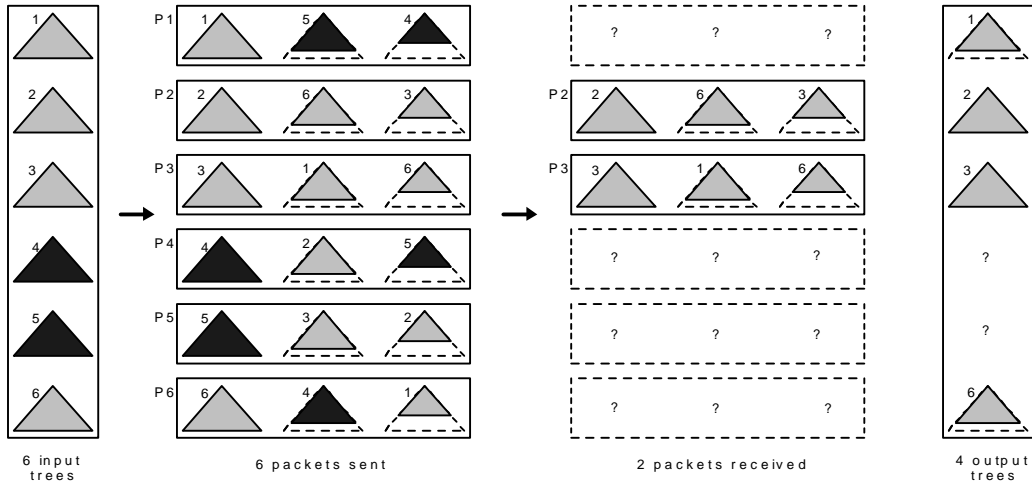 1
2
3
4
5
6
6 input
trees
P1 1 5 4
P2 2 6 3
P3 3 1 6
P4 4 2 5
P5 5 3 2
P6 6 4 1
6 packets sent
? ? ?
P2 2 6 3
P3 3 1 6
? ? ?
? ? ?
? ? ?
2 packets received
1
2
3
?
?
6
4 output
trees